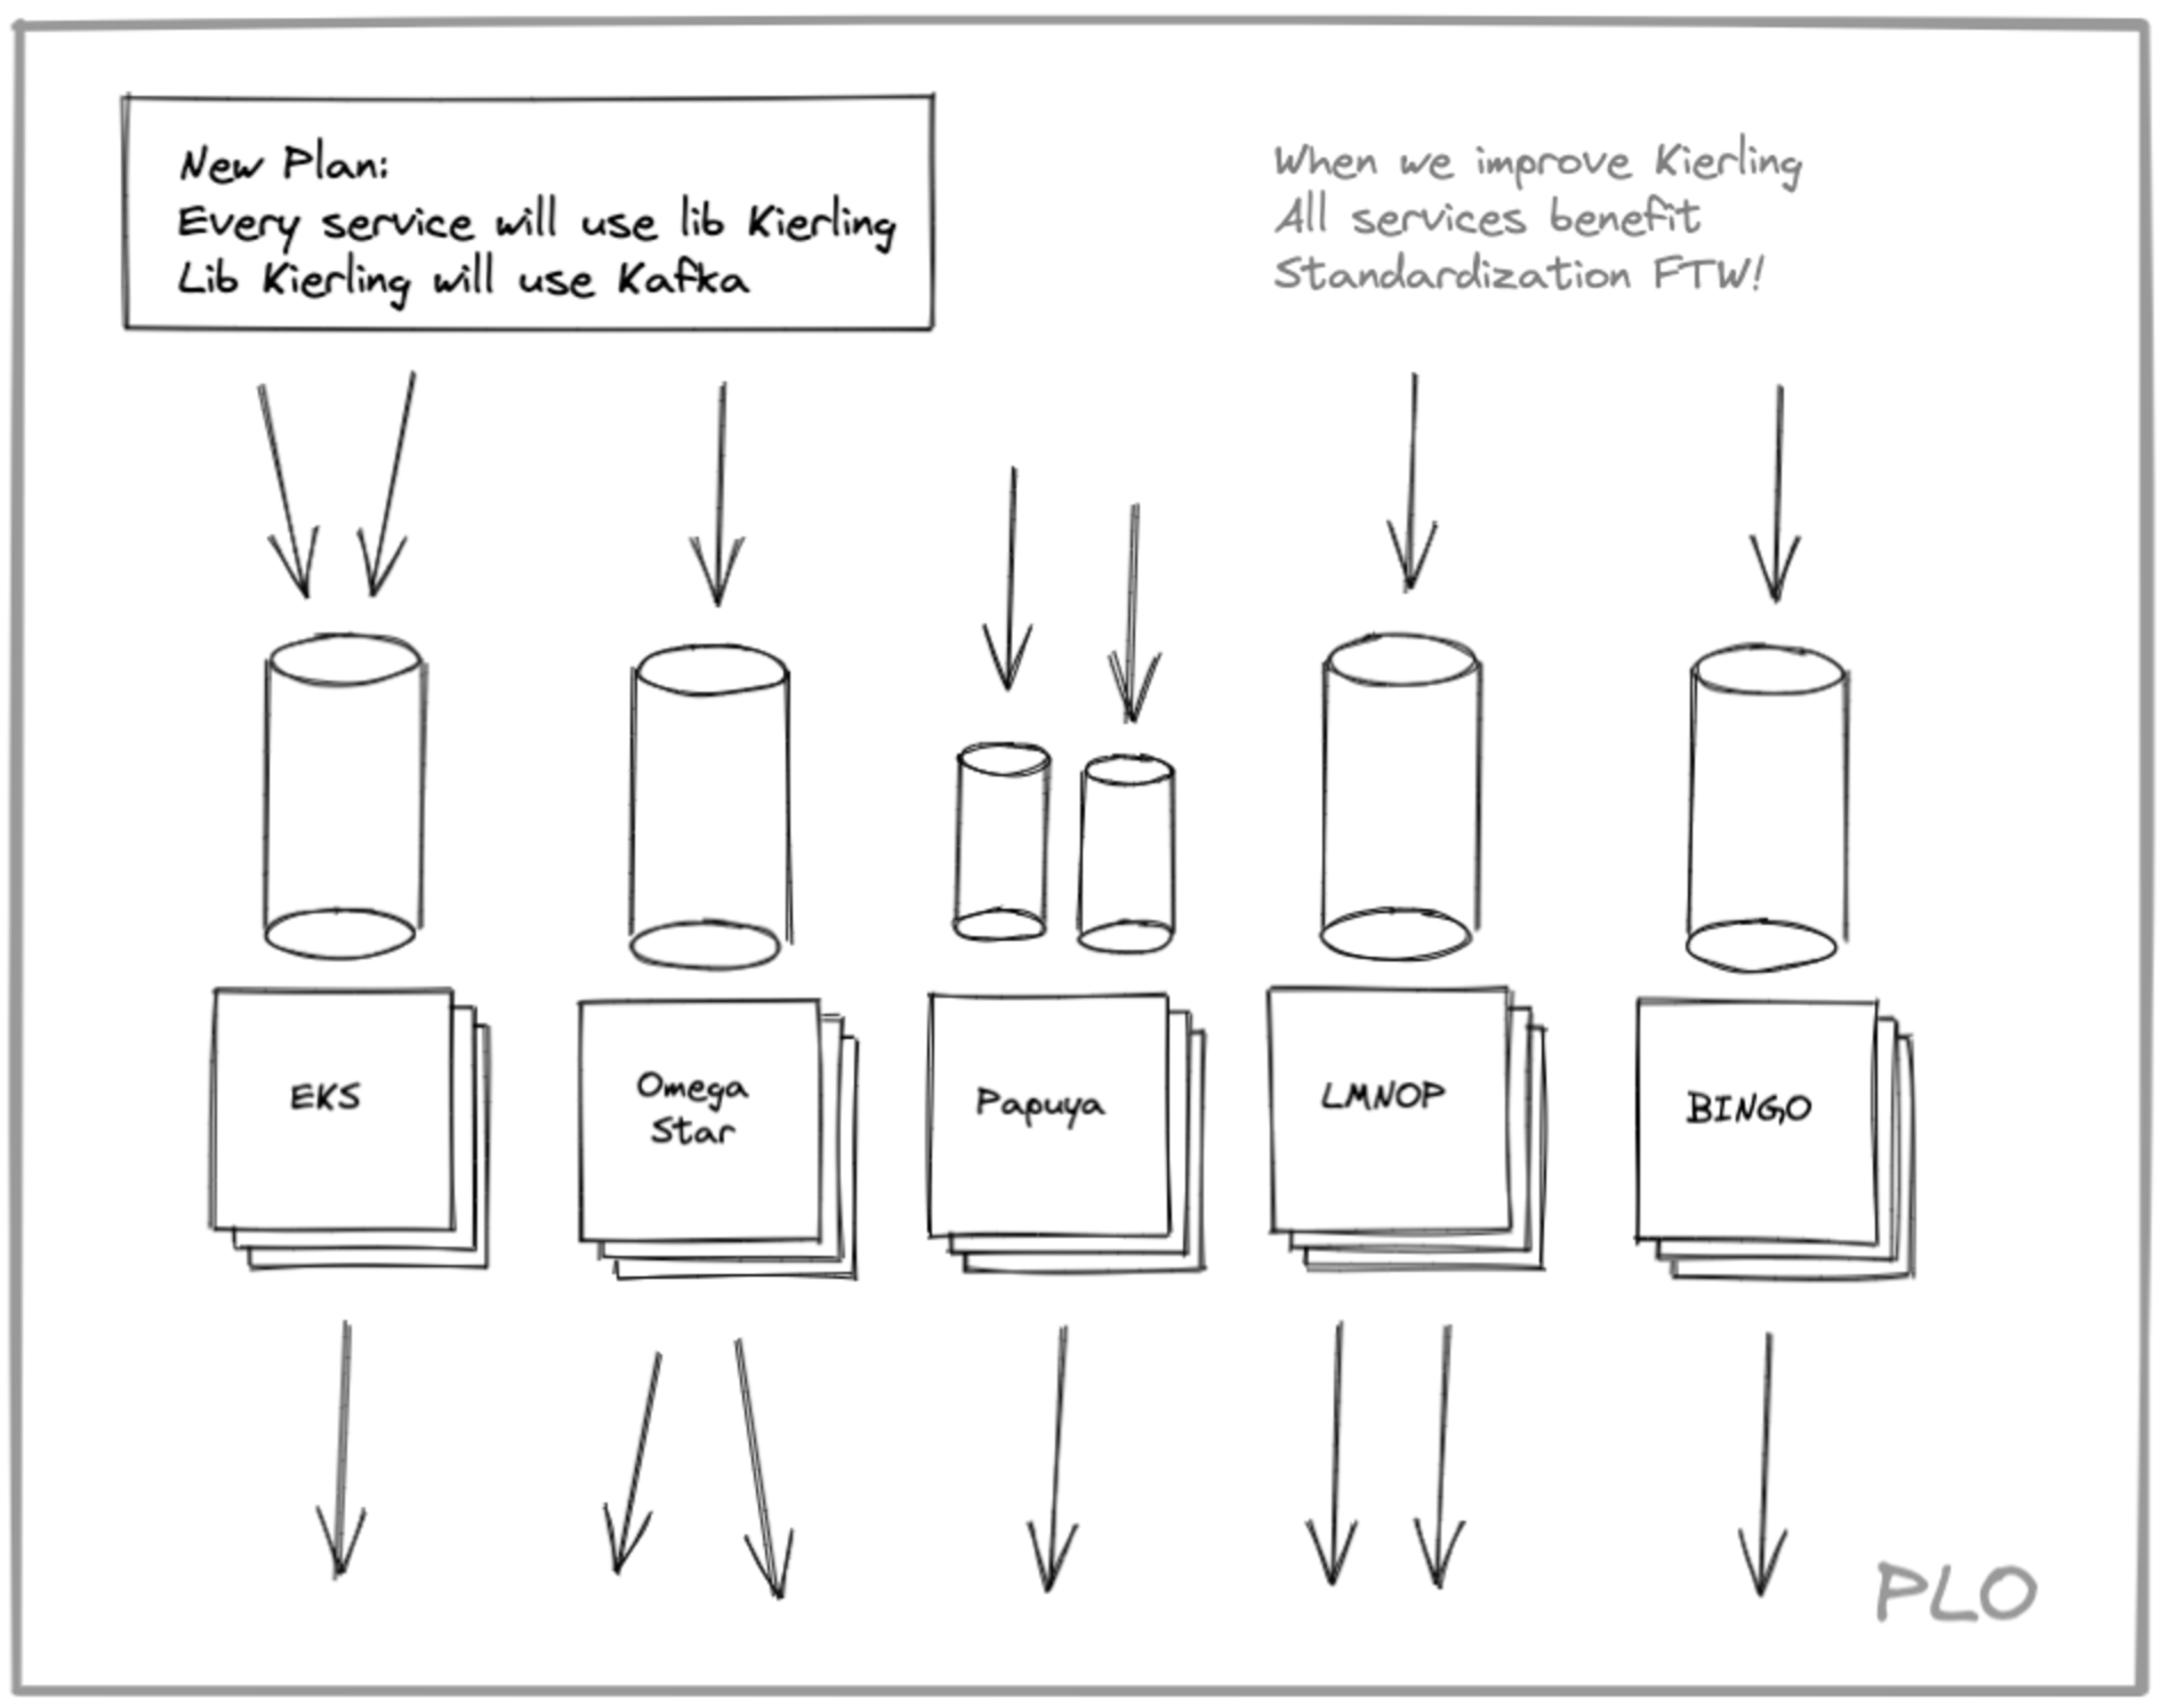 New Plan:
Every service will use lib Kierling
Lib Kierling will use Kafka
When we improve Kierling
All services benefit
Standardization FTW!
EKS
Omega
Star
Papuya
LMNOP
BINGO
PLO